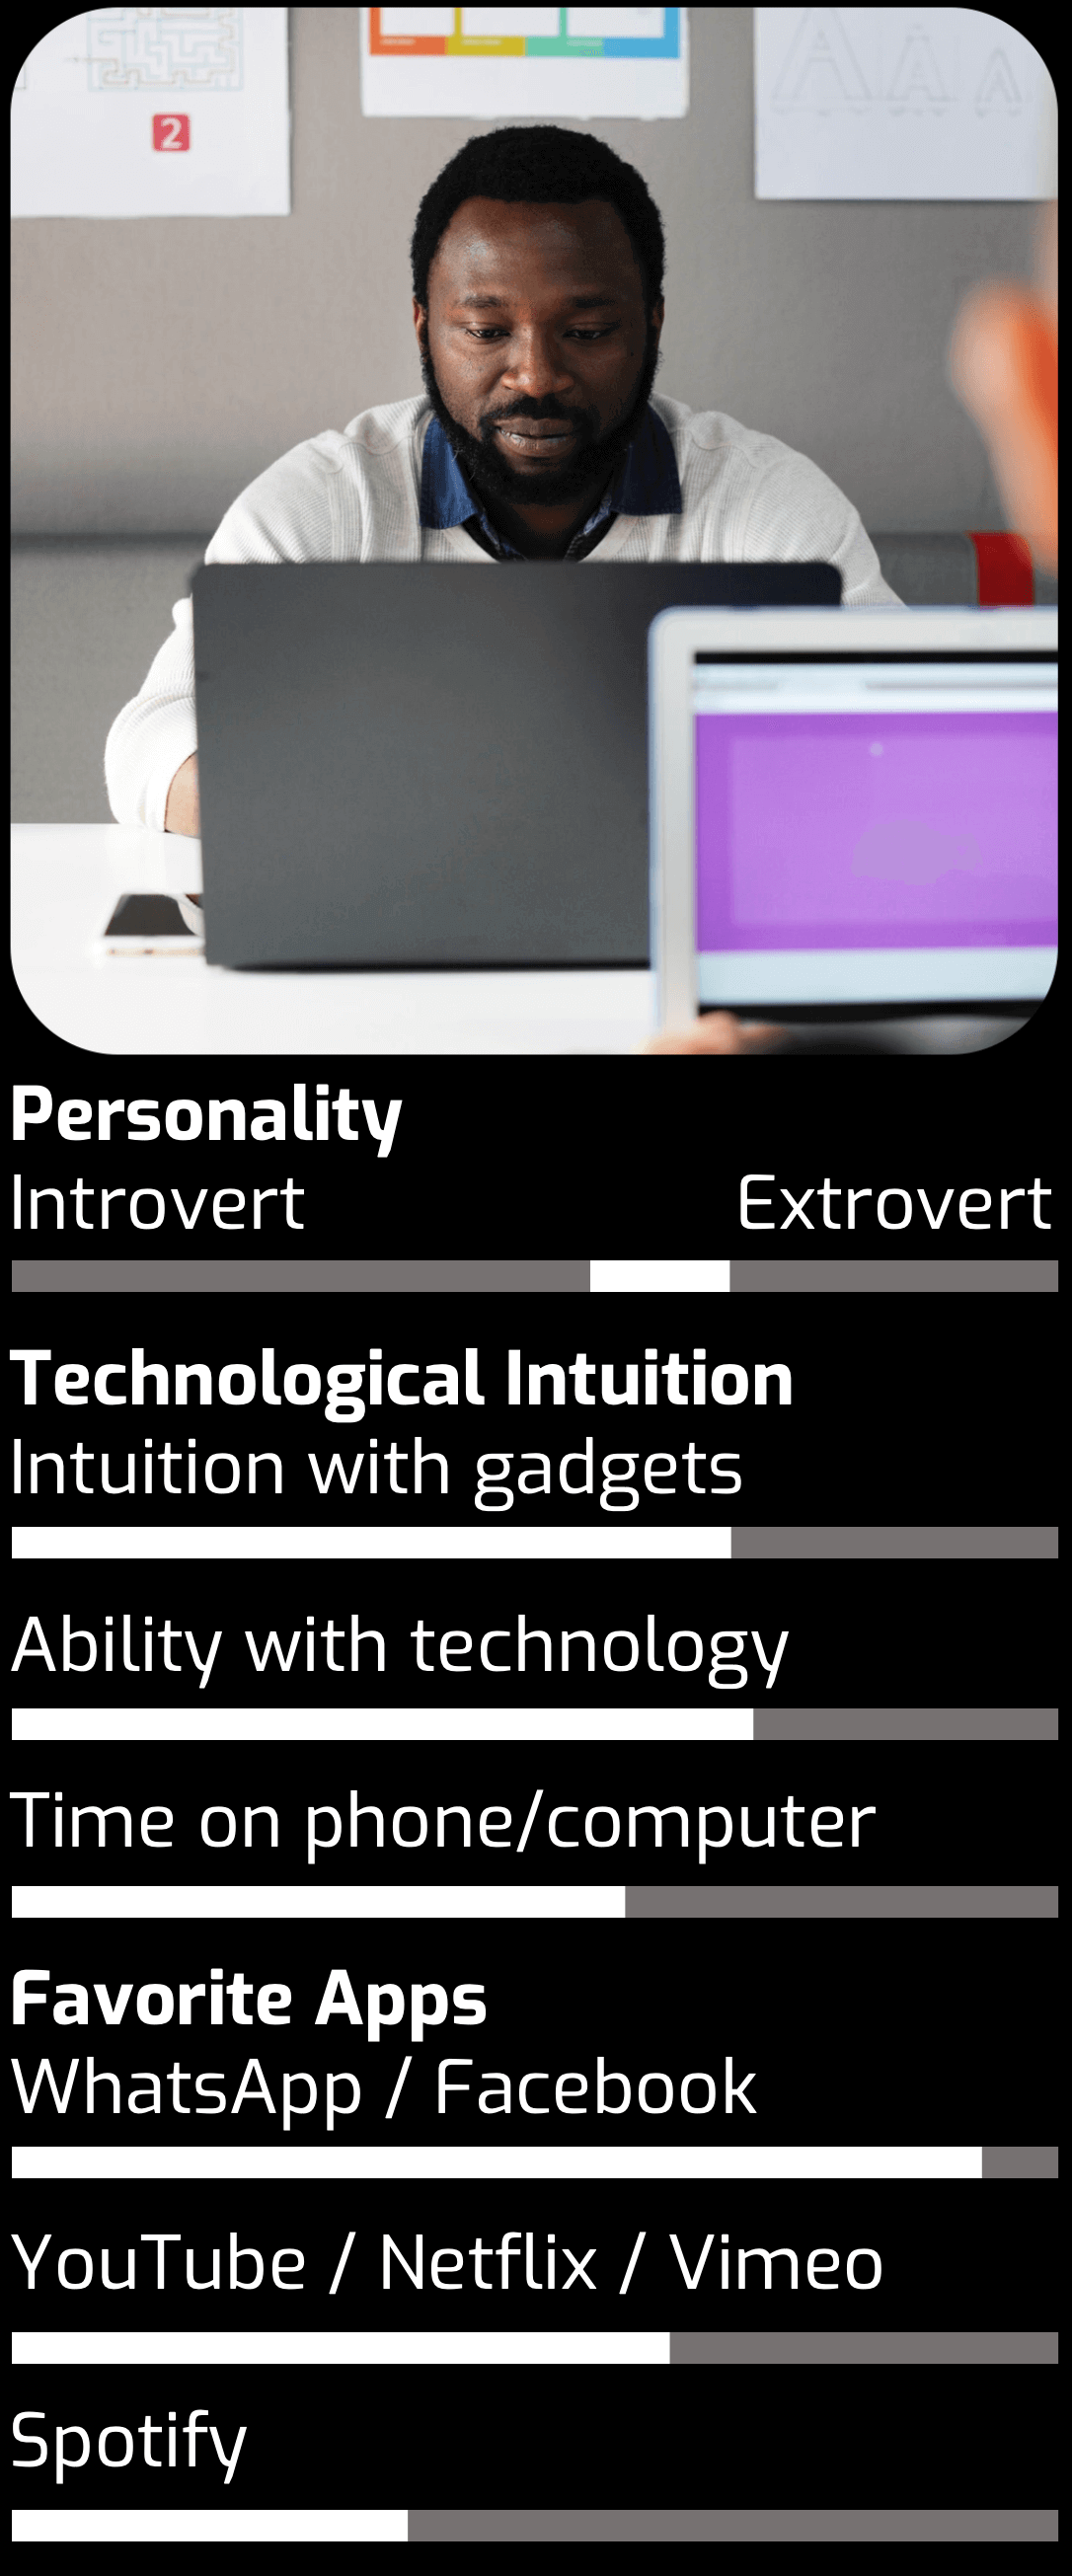 2
A A A
Personality
Introvert Extrovert
Technological Intuition
Intuition with gadgets
Ability with technology
Time on phone/computer
Favorite Apps
WhatsApp / Facebook
YouTube / Netflix / Vimeo
Spotify